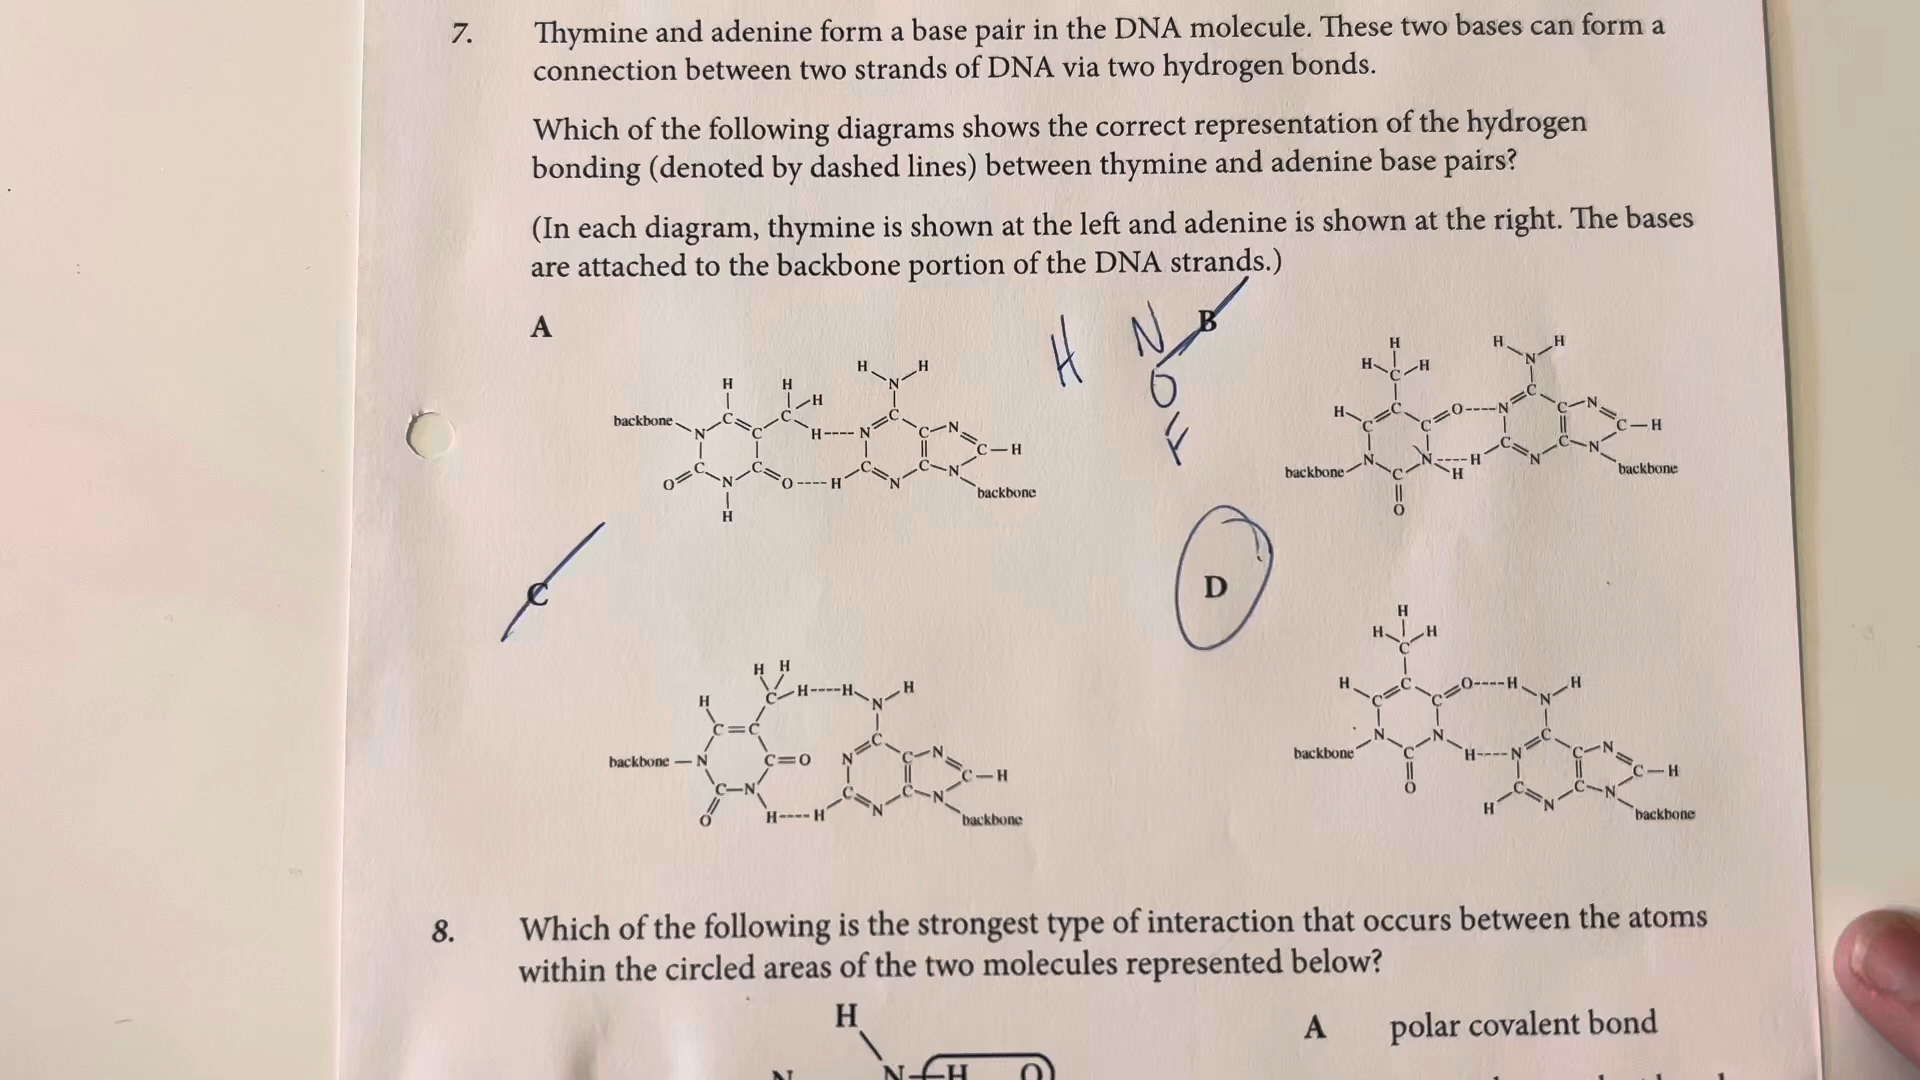 7. Thymine and adenine form a base pair in the DNA molecule. These two bases can form a
connection between two strands of DNA via two hydrogen bonds.
Which of the following diagrams shows the correct representation of the hydrogen
bonding (denoted by dashed lines) between thymine and adenine base pairs?
(In each diagram, thymine is shown at the left and adenine is shown at the right. The bases
are attached to the backbone portion of the DNA strands.)
A
H N
O
F
B
backbone
backbone
backbone
backbone
C
D
backbone
backbone
backbone
backbone
8. Which of the following is the strongest type of interaction that occurs between the atoms
within the circled areas of the two molecules represented below?
H
N
N H O
A polar covalent bond